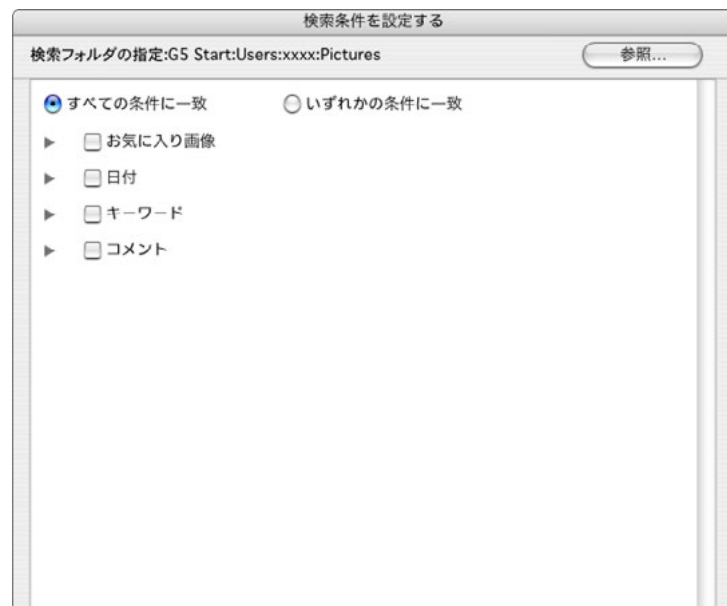 検索条件を設定する
検索フォルダの指定:G5 Start:Users:xxxx:Pictures 参照...
すべての条件に一致 いずれかの条件に一致
お気に入り画像
日付
キーワード
コメント